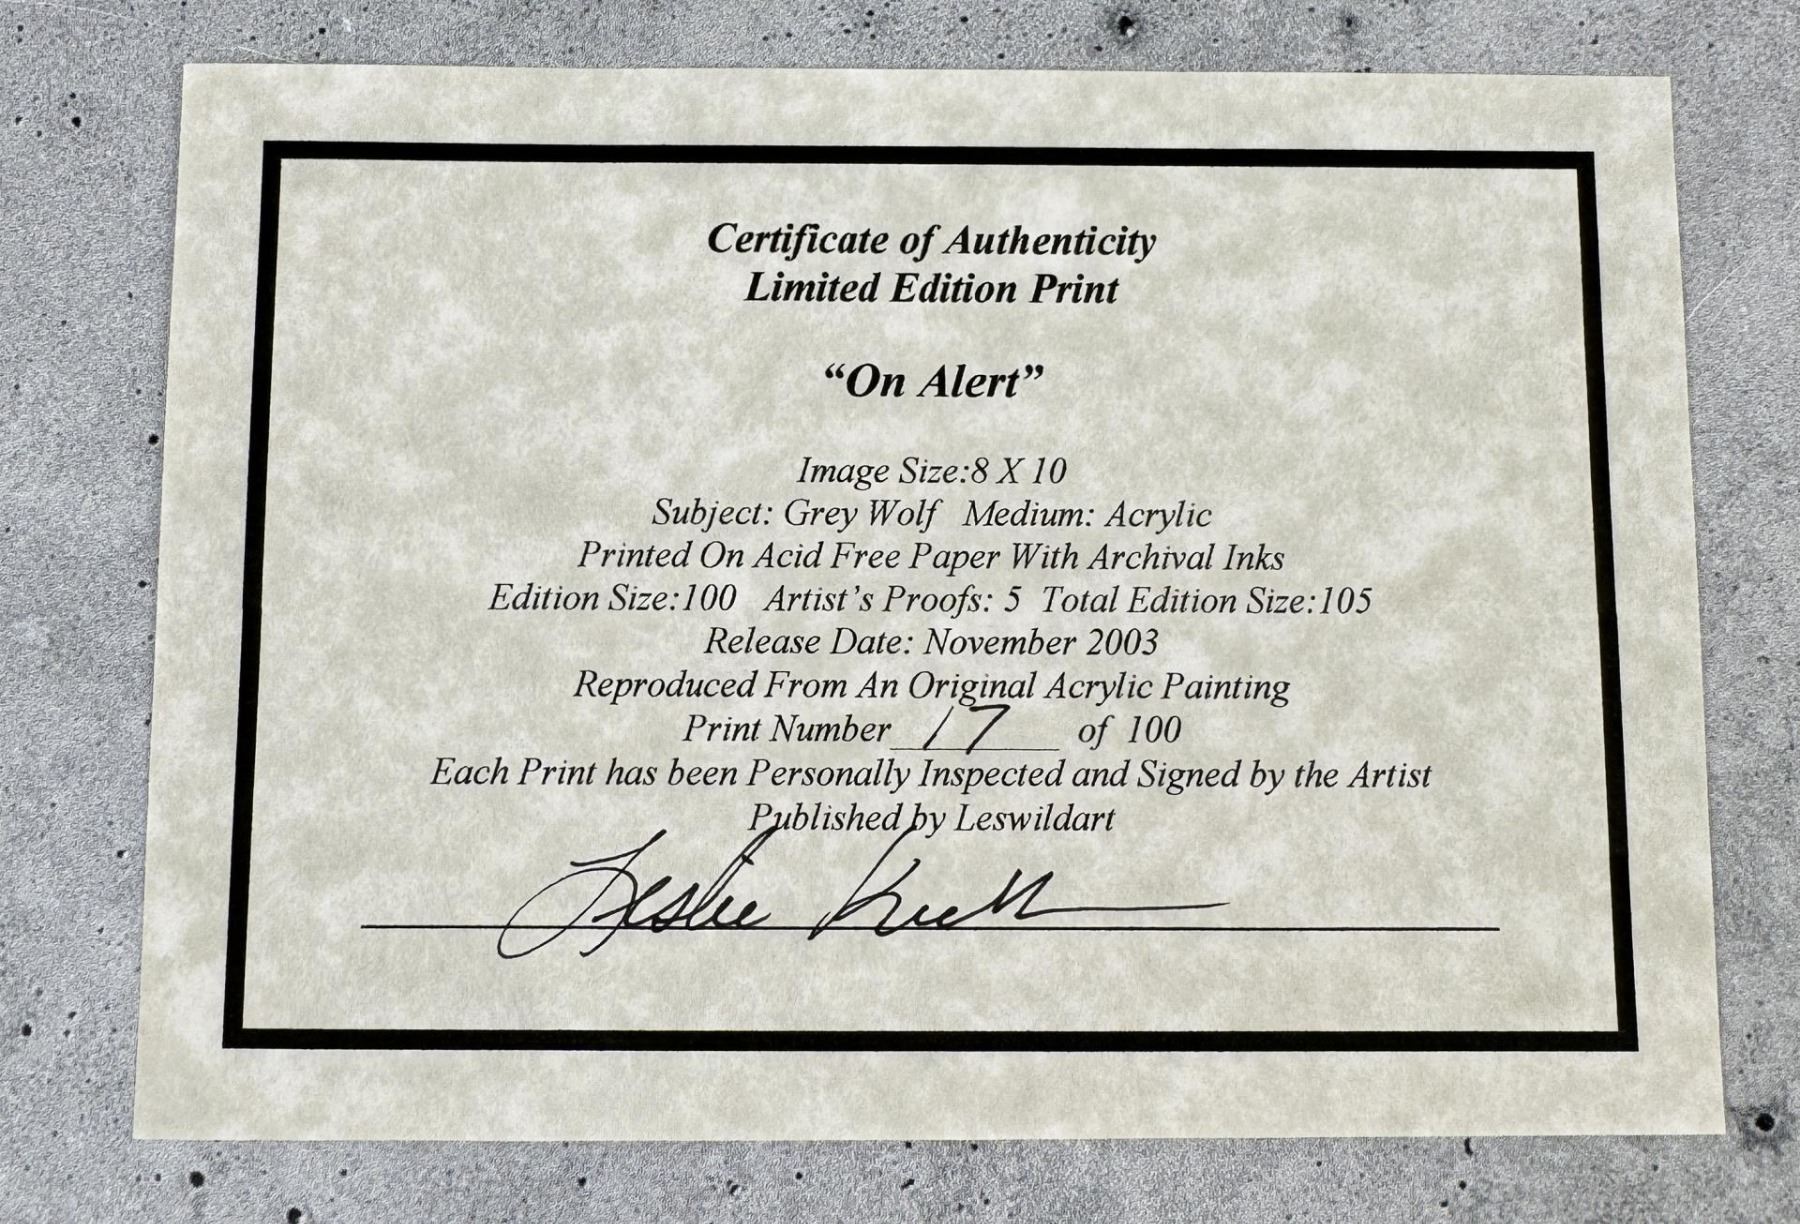 Certificate of Authenticity
Limited Edition Print
“On Alert”
Image Size:8 X 10
Subject: Grey Wolf Medium: Acrylic
Printed On Acid Free Paper With Archival Inks
Edition Size:100 Artist’s Proofs: 5 Total Edition Size:105
Release Date: November 2003
Reproduced From An Original Acrylic Painting
Print Number 17 of 100
Each Print has been Personally Inspected and Signed by the Artist
Published by Leswildart
Leslie